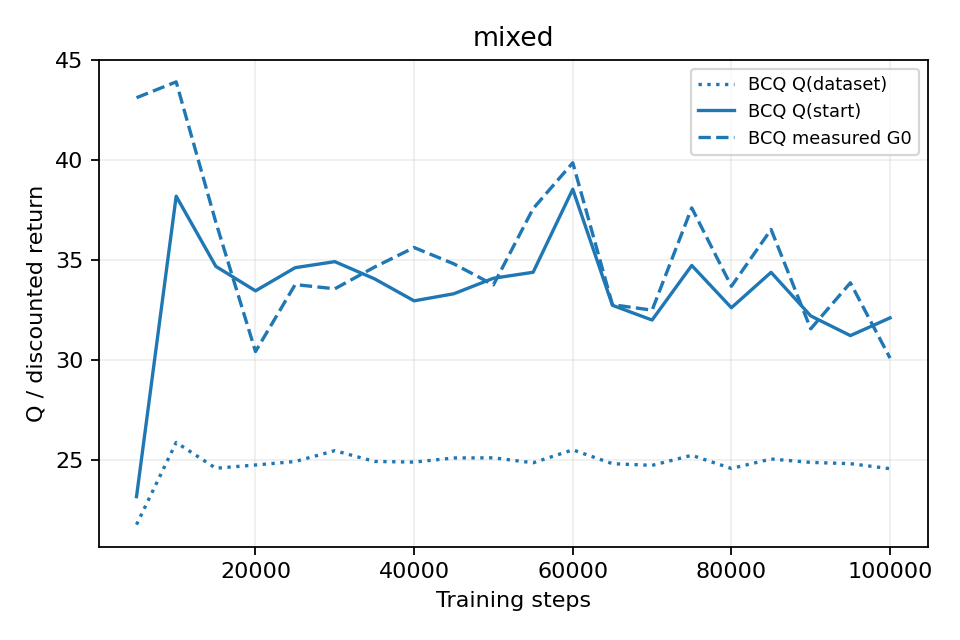 mixed
BCQ Q(dataset)
BCQ Q(start)
BCQ measured G0
Q / discounted return
45
40
35
30
25
20000 40000 60000 80000 100000
Training steps